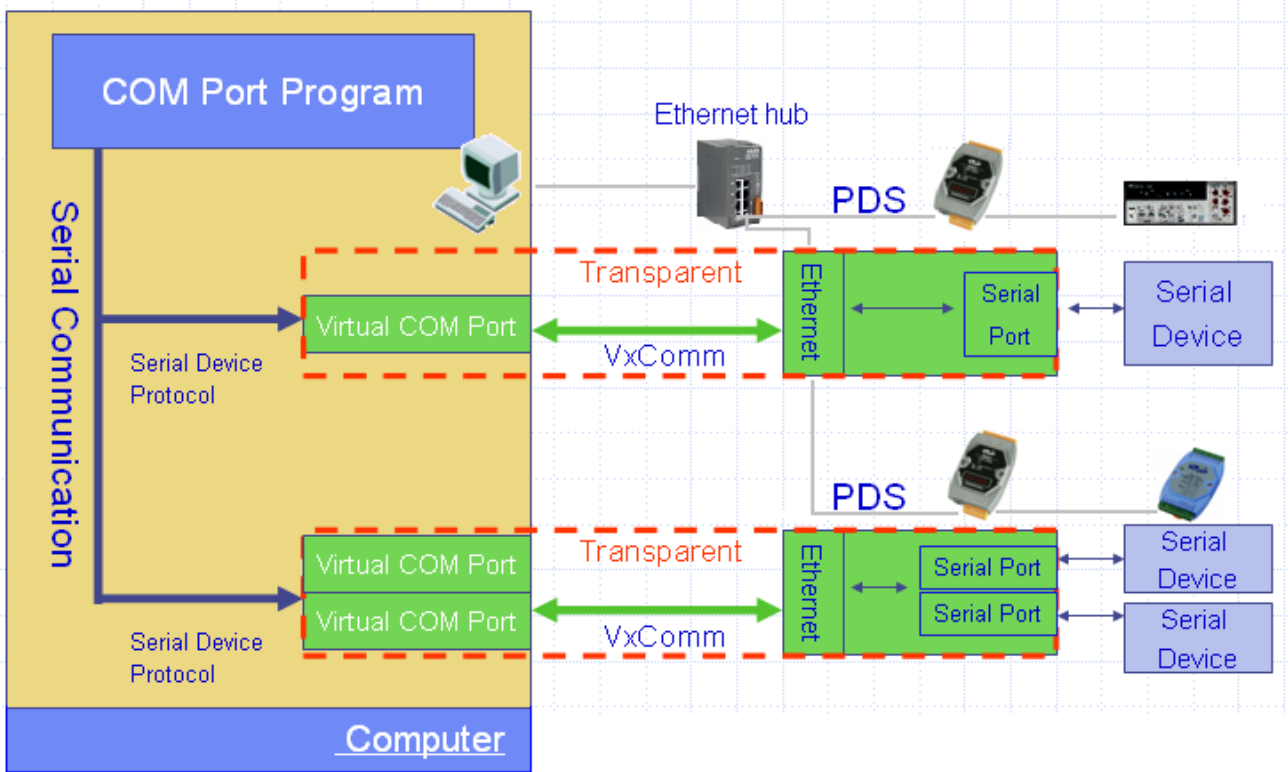 COM Port Program
Ethernet hub
PDS
Serial Communication
Transparent
Virtual COM Port
VxComm
Ethernet
Serial
Port
Serial
Device
Serial Device
Protocol
PDS
Transparent
Virtual COM Port
Virtual COM Port
VxComm
Ethernet
Serial Port
Serial Port
Serial
Device
Serial
Device
Serial Device
Protocol
Computer